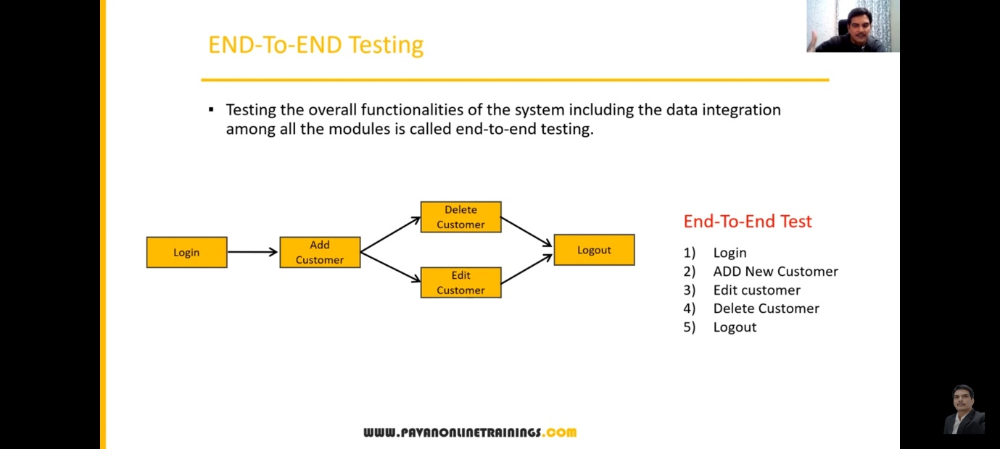 END-To-END Testing
▪ Testing the overall functionalities of the system including the data integration
among all the modules is called end-to-end testing.
Login
Add
Customer
Delete
Customer
Edit
Customer
Logout
End-To-End Test
1) Login
2) ADD New Customer
3) Edit customer
4) Delete Customer
5) Logout
WWW.PAVANONLINETRAININGS.COM